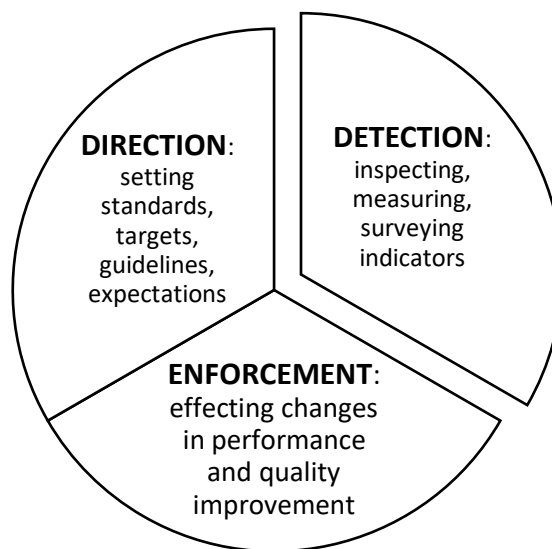 DIRECTION:
setting
standards,
targets,
guidelines,
expectations
DETECTION:
inspecting,
measuring,
surveying
indicators
ENFORCEMENT:
effecting changes
in performance
and quality
improvement